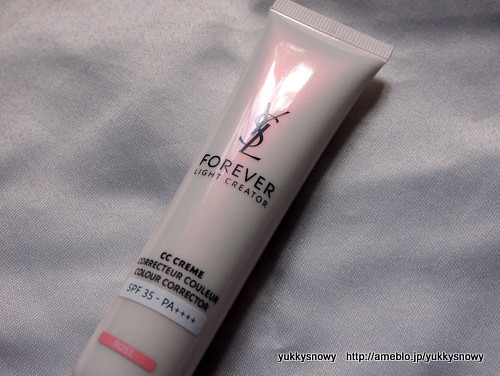 YSL
FOREVER
LIGHT CREATOR
CC CREME
CORRECTEUR COULEUR
COLOUR CORRECTOR
SPF 35 - PA++++
ROSE
yukkysnowy http://ameblo.jp/yukkysnowy